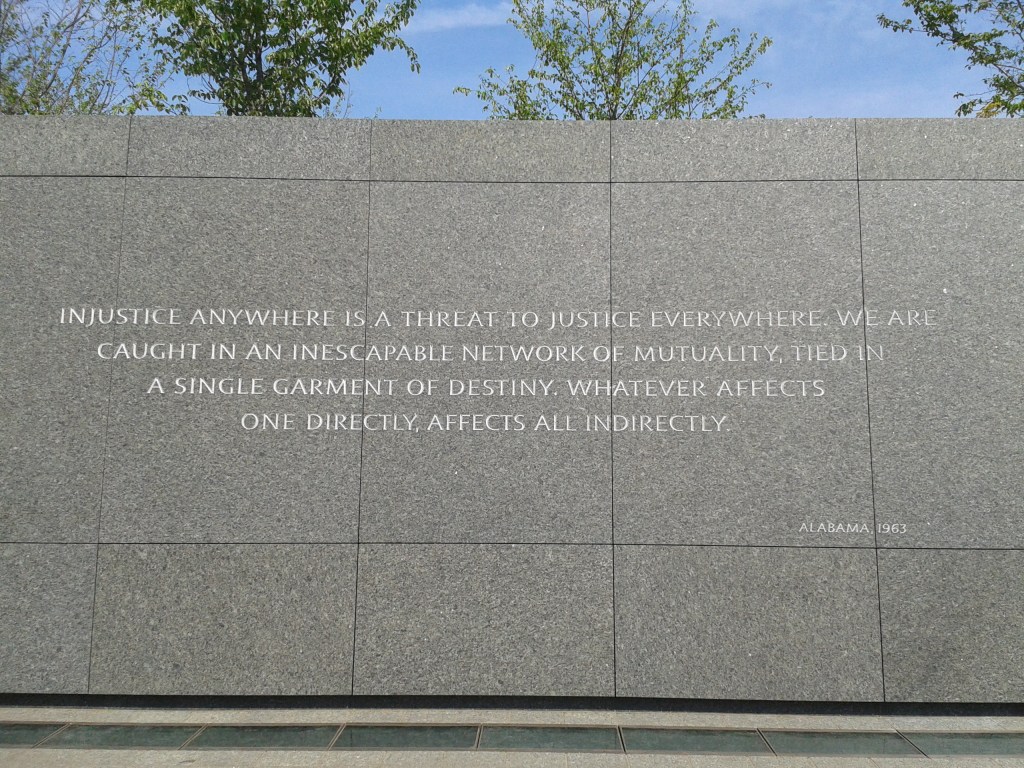 INJUSTICE ANYWHERE IS A THREAT TO JUSTICE EVERYWHERE. WE ARE
CAUGHT IN AN INESCAPABLE NETWORK OF MUTUALITY, TIED IN
A SINGLE GARMENT OF DESTINY. WHATEVER AFFECTS
ONE DIRECTLY, AFFECTS ALL INDIRECTLY.
ALABAMA, 1963